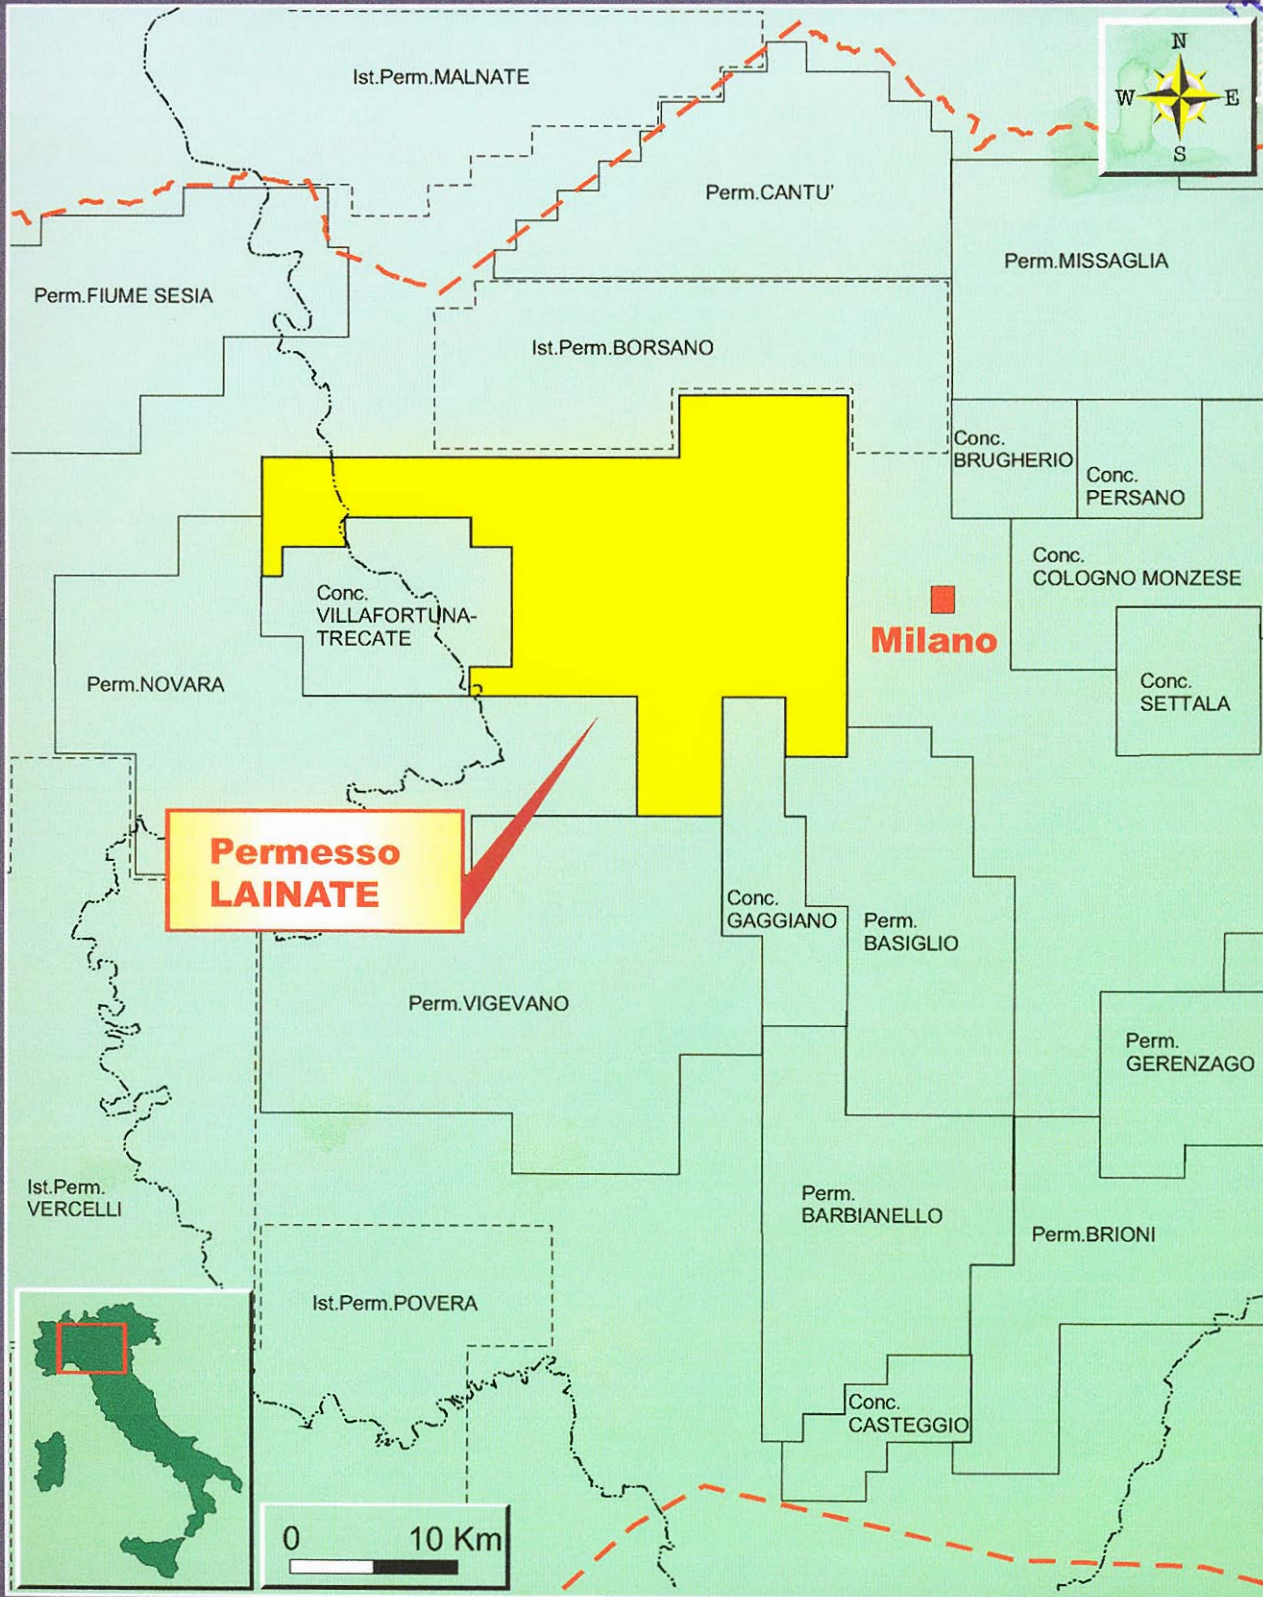 N
W E
S
Ist.Perm.MALNATE
Perm.CANTU'
Perm.MISSAGLIA
Perm.FIUME SESIA
Ist.Perm.BORSANO
Conc.
BRUGHERIO
Conc.
PERSANO
Conc.
COLOGNO MONZESE
Conc.
VILLAFORTUNA-
TRECATE
Milano
Perm.NOVARA
Conc.
SETTALA
Permesso
LAINATE
Conc.
GAGGIANO
Perm.
BASIGLIO
Perm.VIGEVANO
Perm.
GERENZAGO
Ist.Perm.
VERCELLI
Perm.
BARBIANELLO
Perm.BRIONI
Ist.Perm.POVERA
Conc.
CASTEGGIO
0 10 Km